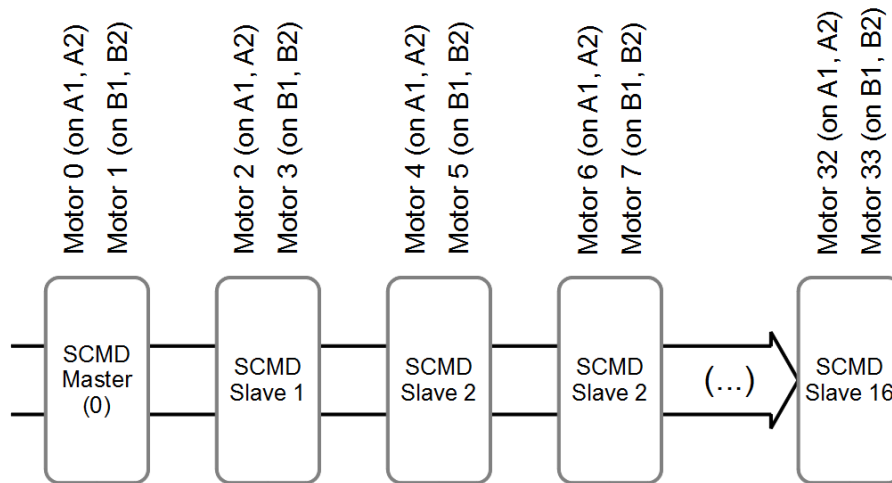 Motor 0 (on A1, A2)
Motor 1 (on B1, B2)
Motor 2 (on A1, A2)
Motor 3 (on B1, B2)
Motor 4 (on A1, A2)
Motor 5 (on B1, B2)
Motor 6 (on A1, A2)
Motor 7 (on B1, B2)
Motor 32 (on A1, A2)
Motor 33 (on B1, B2)
SCMD
Master
(0)
SCMD
Slave 1
SCMD
Slave 2
SCMD
Slave 2
(...)
SCMD
Slave 16